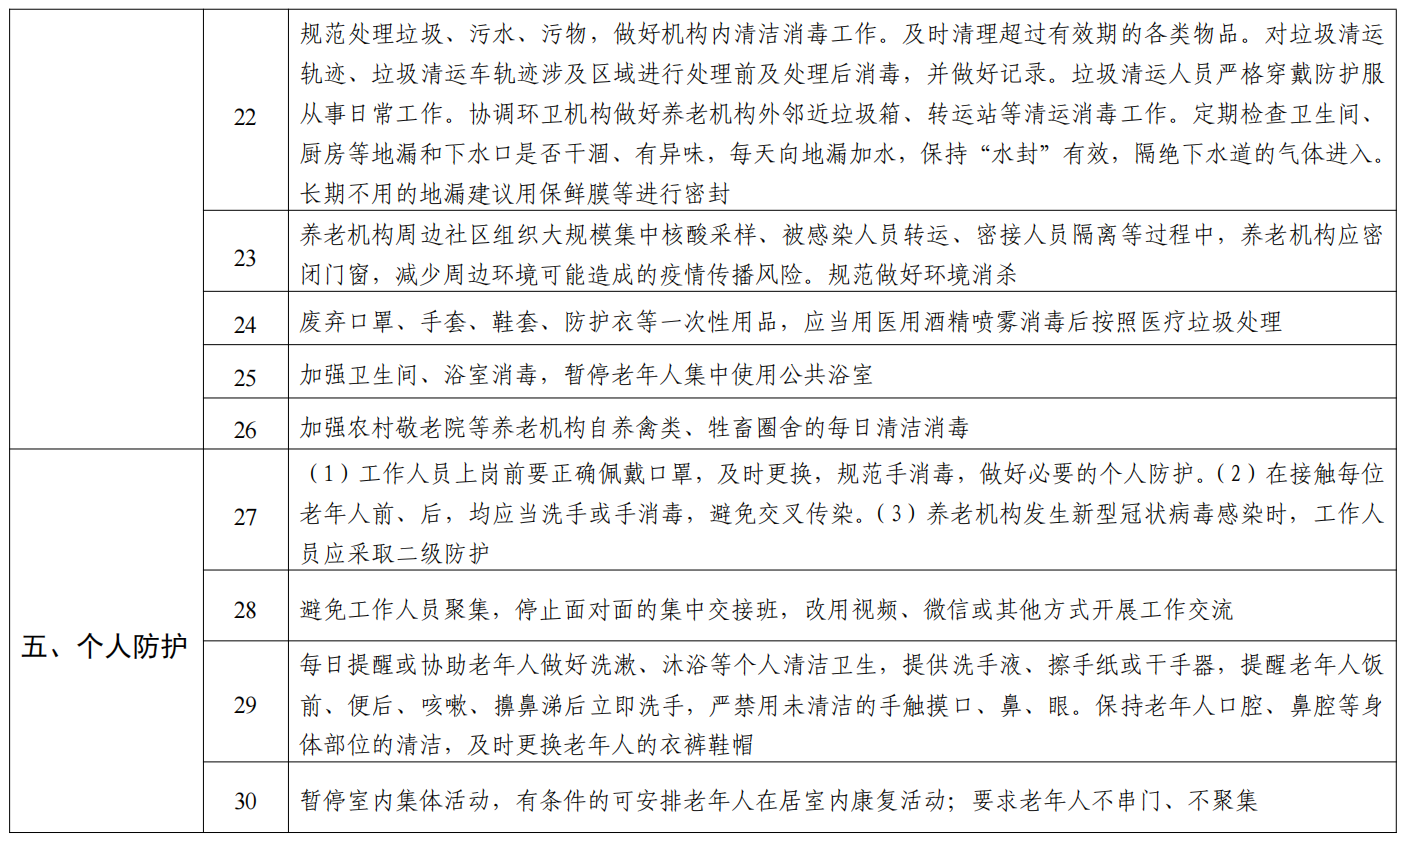 22
规范处理垃圾、污水、污物，做好机构内清洁消毒工作。及时清理超过有效期的各类物品。对垃圾清运
轨迹、垃圾清运车轨迹涉及区域进行处理前及处理后消毒，并做好记录。垃圾清运人员严格穿戴防护服
从事日常工作。协调环卫机构做好养老机构外邻近垃圾箱、转运站等清运消毒工作。定期检查卫生间、
厨房等地漏和下水口是否干涸、有异味，每天向地漏加水，保持“水封”有效，隔绝下水道的气体进入。
长期不用的地漏建议用保鲜膜等进行密封
23
养老机构周边社区组织大规模集中核酸采样、被感染人员转运、密接人员隔离等过程中，养老机构应密
闭门窗，减少周边环境可能造成的疫情传播风险。规范做好环境消杀
24
废弃口罩、手套、鞋套、防护衣等一次性用品，应当用医用酒精喷雾消毒后按照医疗垃圾处理
25
加强卫生间、浴室消毒，暂停老年人集中使用公共浴室
26
加强农村敬老院等养老机构自养禽类、牲畜圈舍的每日清洁消毒
五、个人防护
27
（1）工作人员上岗前要正确佩戴口罩，及时更换，规范手消毒，做好必要的个人防护。（2）在接触每位
老年人前、后，均应当洗手或手消毒，避免交叉传染。（3）养老机构发生新型冠状病毒感染时，工作人
员应采取二级防护
28
避免工作人员聚集，停止面对面的集中交接班，改用视频、微信或其他方式开展工作交流
29
每日提醒或协助老年人做好洗漱、沐浴等个人清洁卫生，提供洗手液、擦手纸或干手器，提醒老年人饭
前、便后、咳嗽、擤鼻涕后立即洗手，严禁用未清洁的手触摸口、鼻、眼。保持老年人口腔、鼻腔等身
体部位的清洁，及时更换老年人的衣裤鞋帽
30
暂停室内集体活动，有条件的可安排老年人在居室内康复活动；要求老年人不串门、不聚集